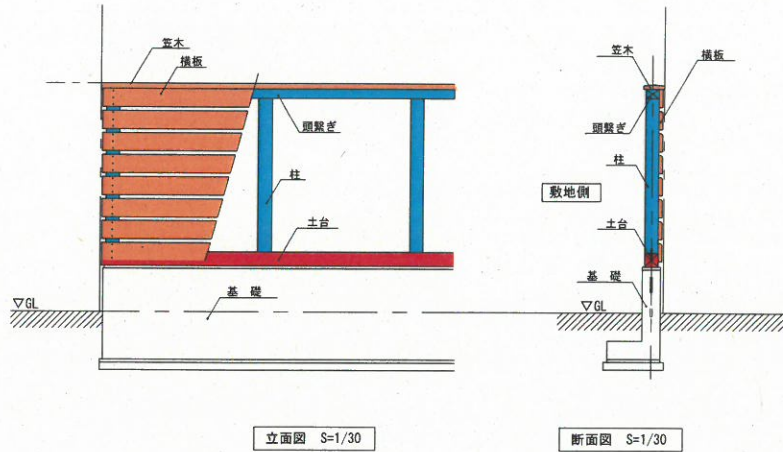 笠木
横板
頭繋ぎ
柱
土台
基 礎
▽GL
立面図 S=1/30
笠木
横板
頭繋ぎ
柱
敷地側
土台
基 礎
▽GL
断面図 S=1/30